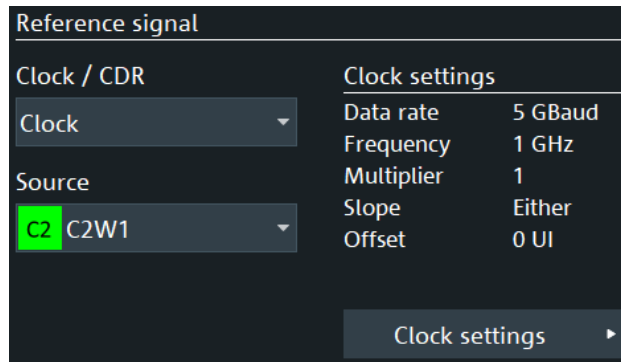 Reference signal
Clock / CDR
Clock
Source
C2 C2W1
Clock settings
Data rate 5 GBaud
Frequency 1 GHz
Multiplier 1
Slope Either
Offset 0 UI
Clock settings